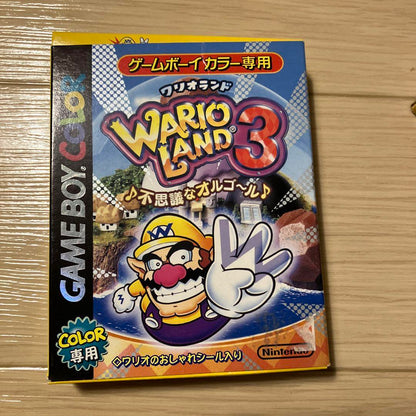 ゲームボーイカラー専用
ワリオランド
WARIO
LAND® 3
♪不思議なオルゴ〜ル♪
GAME BOY COLOR
COLOR
専用
◇ワリオのおしゃれシール入り
Nintendo